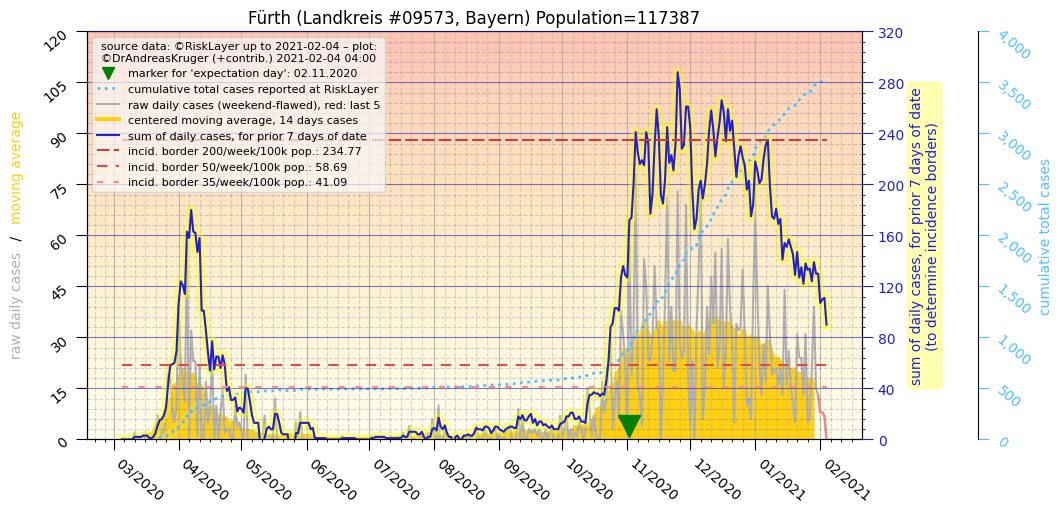 Fürth (Landkreis #09573, Bayern) Population=117387
source data: ©RiskLayer up to 2021-02-04 – plot:
©DrAndreasKruger (+contrib.) 2021-02-04 04:00
marker for 'expectation day': 02.11.2020
cumulative total cases reported at RiskLayer
raw daily cases (weekend-flawed), red: last 5
centered moving average, 14 days cases
sum of daily cases, for prior 7 days of date
incid. border 200/week/100k pop.: 234.77
incid. border 50/week/100k pop.: 58.69
incid. border 35/week/100k pop.: 41.09
raw daily cases / moving average
120
105
90
75
60
45
30
15
0
03/2020
04/2020
05/2020
06/2020
07/2020
08/2020
09/2020
10/2020
11/2020
12/2020
01/2021
02/2021
320
280
240
200
160
120
80
40
0
sum of daily cases, for prior 7 days of date
(to determine incidence borders)
4,000
3,500
3,000
2,500
2,000
1,500
1,000
500
0
cumulative total cases